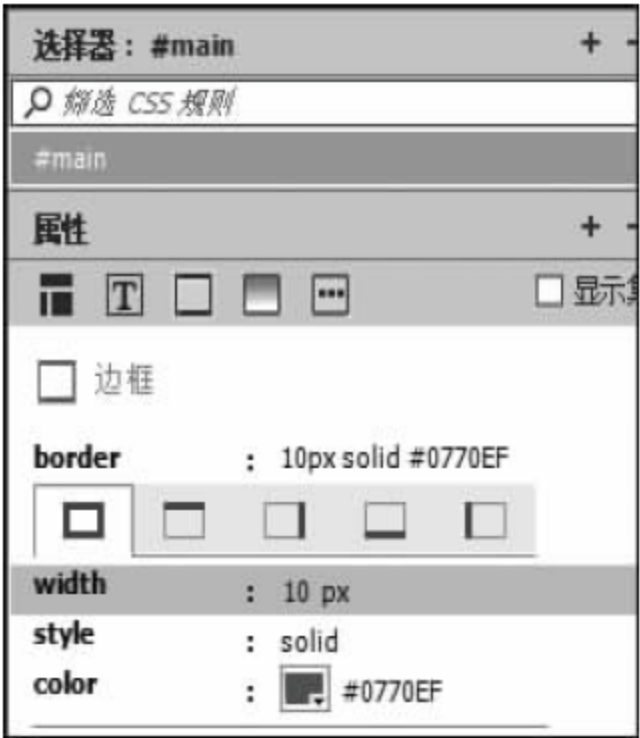 选择器：#main + -
筛选 CSS 规则
#main
属性 + -
T 显示集
边框
border : 10px solid #0770EF
width : 10 px
style : solid
color : #0770EF